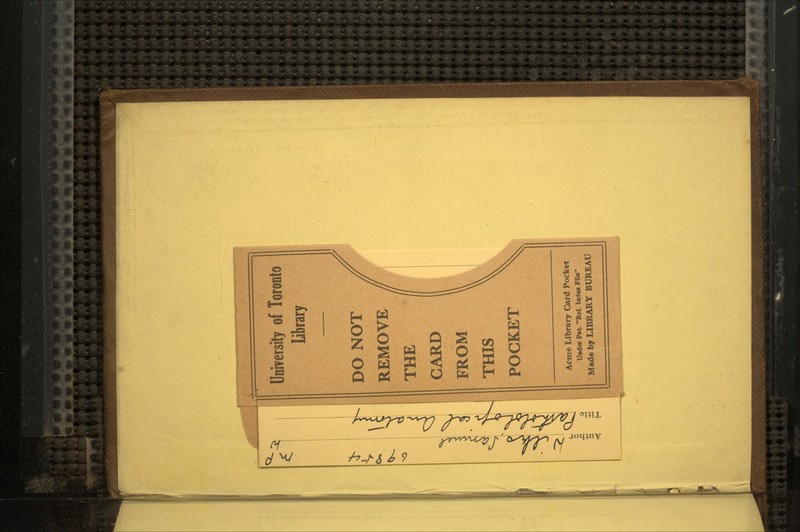 University of Toronto
Library
DO NOT
REMOVE
THE
CARD
FROM
THIS
POCKET
Acme Library Card Pocket
Under Pat. "Ref. Index File"
Made by LIBRARY BUREAU
69854
Author Wilks, Samuel
Title Pathological Anatomy